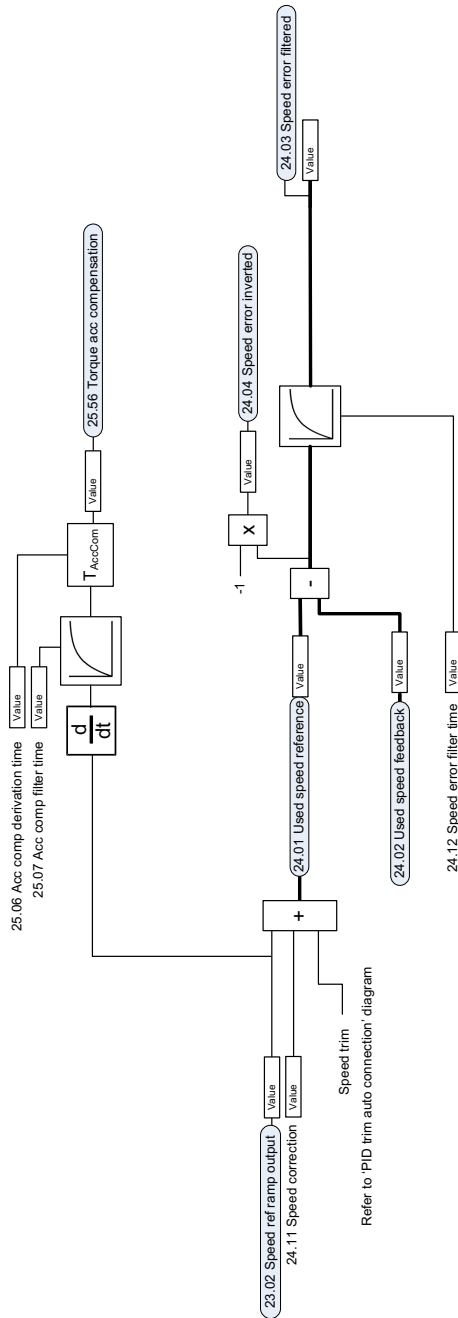 25.06 Acc comp derivation time
Value
25.07 Acc comp filter time
Value
d
dt
TAccCom
Value
25.56 Torque acc compensation
23.02 Speed ref ramp output
Value
24.11 Speed correction
Value
Speed trim
Refer to ‘PID trim auto connection’ diagram
+
24.01 Used speed reference
Value
24.02 Used speed feedback
Value
-
-1
X
Value
24.04 Speed error inverted
24.12 Speed error filter time
Value
Value
24.03 Speed error filtered